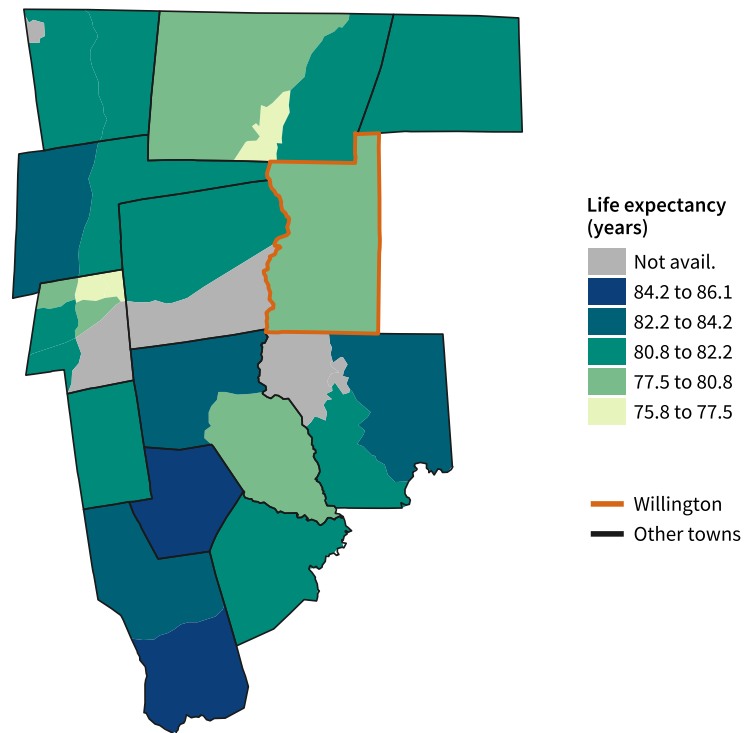 Life expectancy
(years)
Not avail.
84.2 to 86.1
82.2 to 84.2
80.8 to 82.2
77.5 to 80.8
75.8 to 77.5
Willington
Other towns